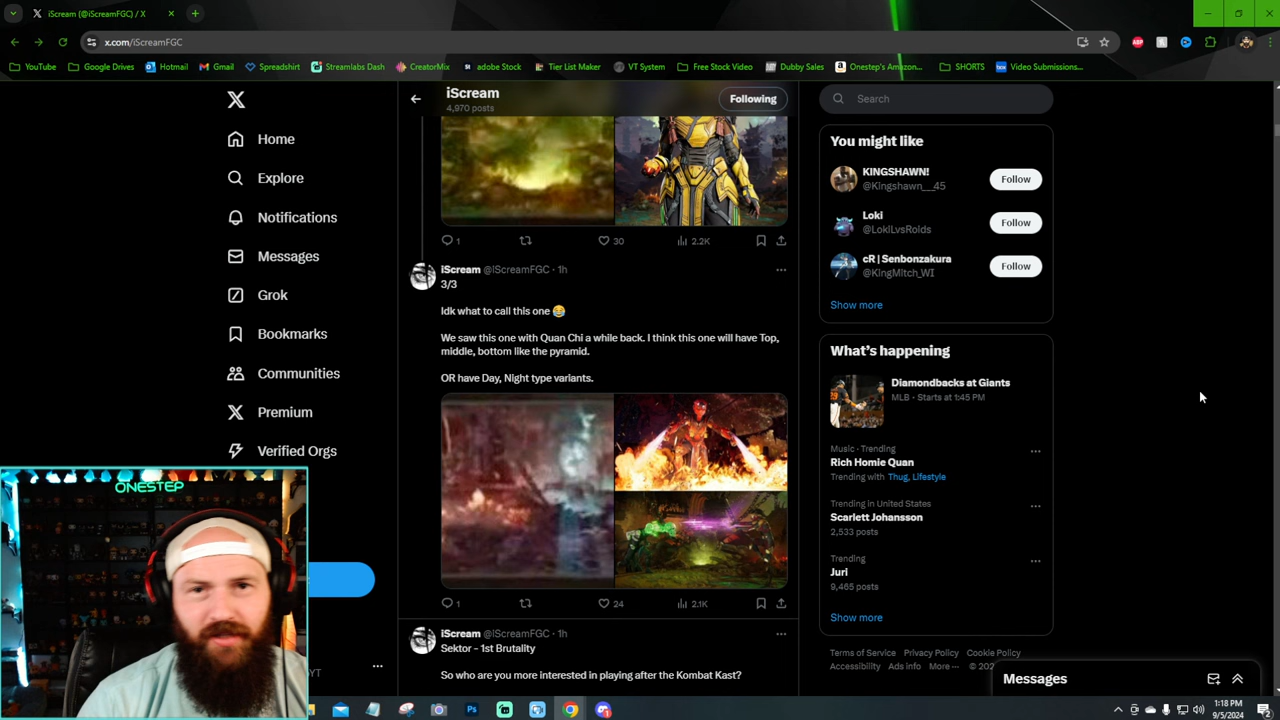 iScream (@iScreamFGC) / X
x.com/iScreamFGC
YouTube
Google Drives
Hotmail
Gmail
Spreadshirt
Streamlabs Dash
CreatorMix
adobe Stock
Tier List Maker
VT System
Free Stock Video
Dubby Sales
Onestep's Amazon...
SHORTS
Video Submissions...
Home
Explore
Notifications
Messages
Grok
Bookmarks
Communities
Premium
Verified Orgs
iScream
4,970 posts
Following
1
30
2.2K
iScream @iScreamFGC · 1h
3/3
Idk what to call this one 😂
We saw this one with Quan Chi a while back. I think this one will have Top,
middle, bottom like the pyramid.
OR have Day, Night type variants.
1
24
2.1K
iScream @iScreamFGC · 1h
Sektor - 1st Brutality
So who are you more interested in playing after the Kombat Kast?
Search
You might like
KINGSHAWN!
@Kingshawn__45
Follow
Loki
@LokiLvsRoids
Follow
cR | Senbonzakura
@KingMitch_WI
Follow
Show more
What's happening
Diamondbacks at Giants
MLB · Starts at 1:45 PM
Music · Trending
Rich Homie Quan
Trending with Thug, Lifestyle
Trending in United States
Scarlett Johansson
2,533 posts
Trending
Juri
9,465 posts
Show more
Terms of Service Privacy Policy Cookie Policy
Accessibility Ads info More ··· © 202
Messages
ONESTEP
YT
1:18 PM
9/5/2024
2